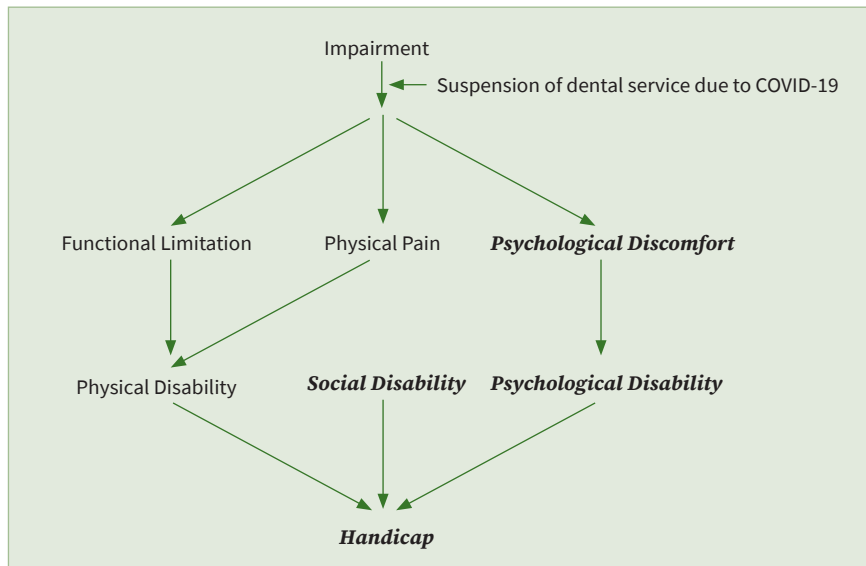 Impairment
Suspension of dental service due to COVID-19
Functional Limitation
Physical Pain
Psychological Discomfort
Physical Disability
Social Disability
Psychological Disability
Handicap